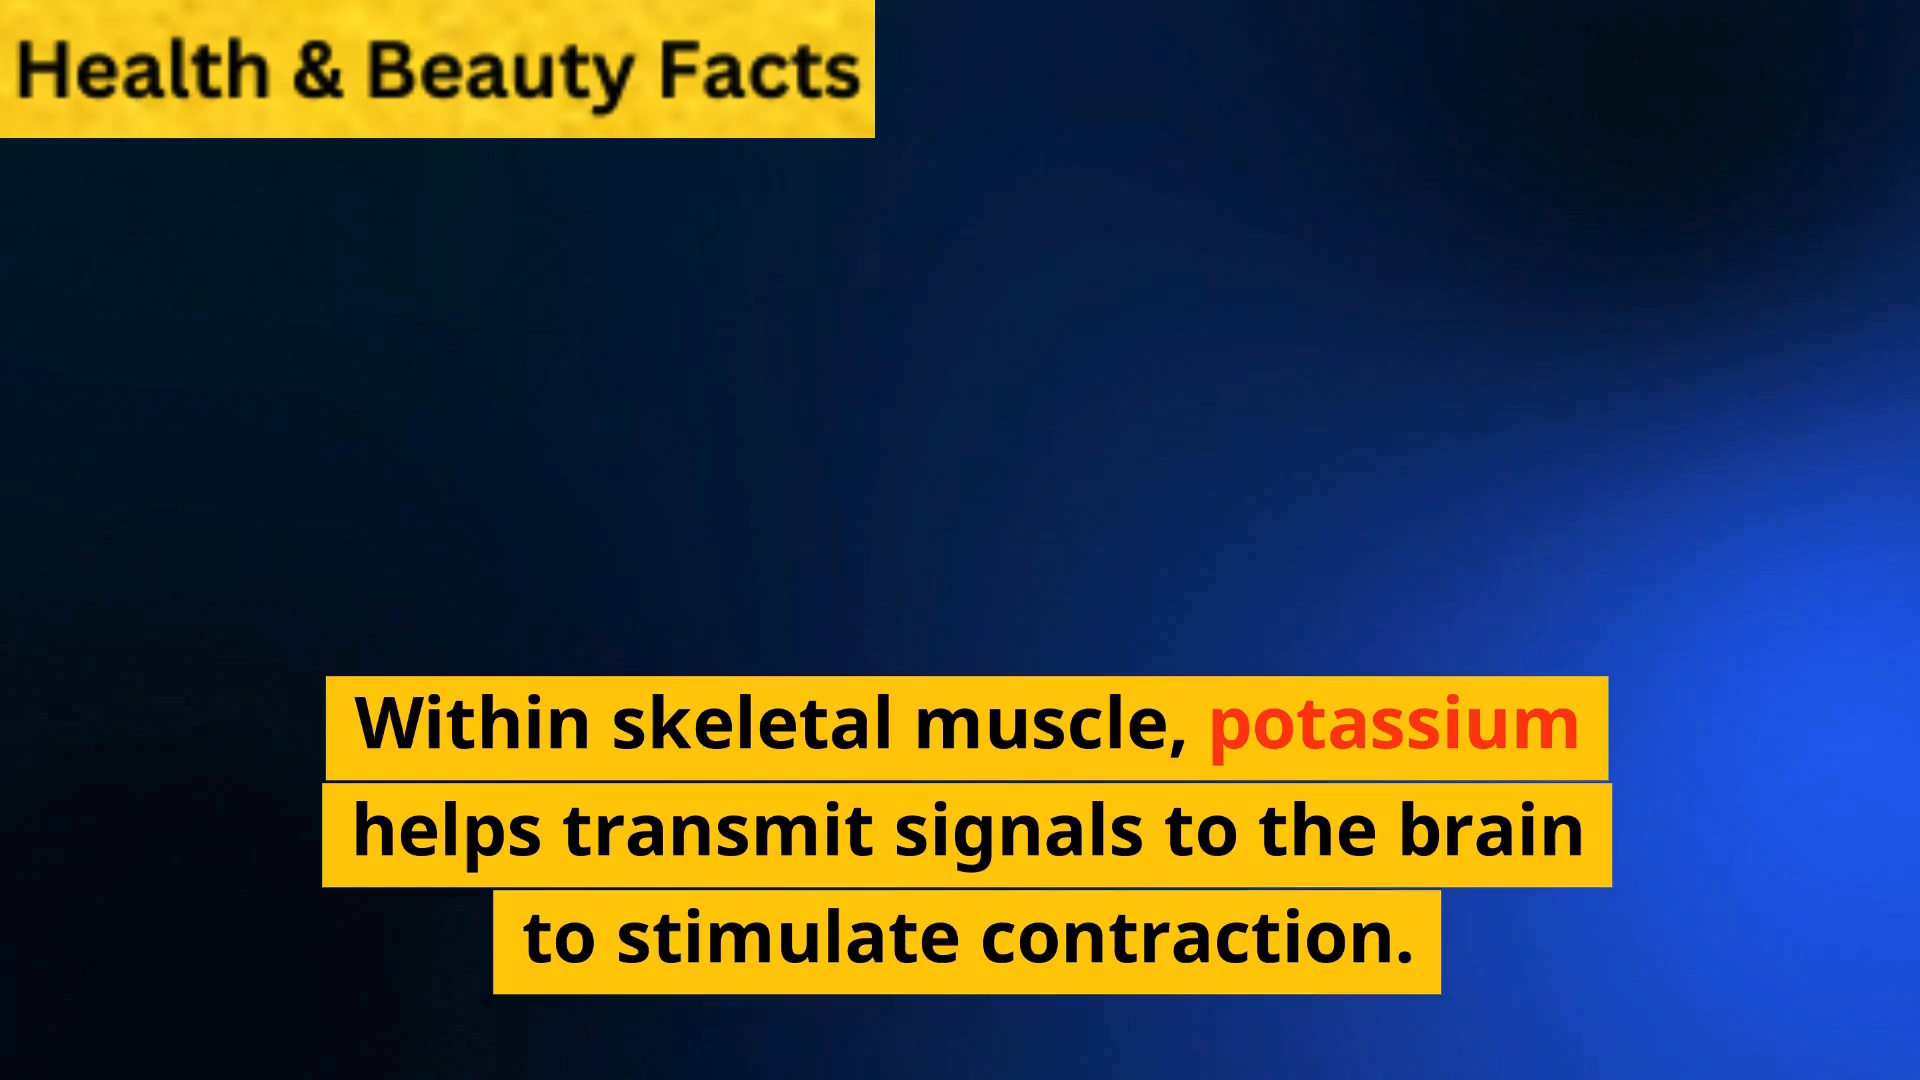 Health & Beauty Facts
Within skeletal muscle, potassium
helps transmit signals to the brain
to stimulate contraction.